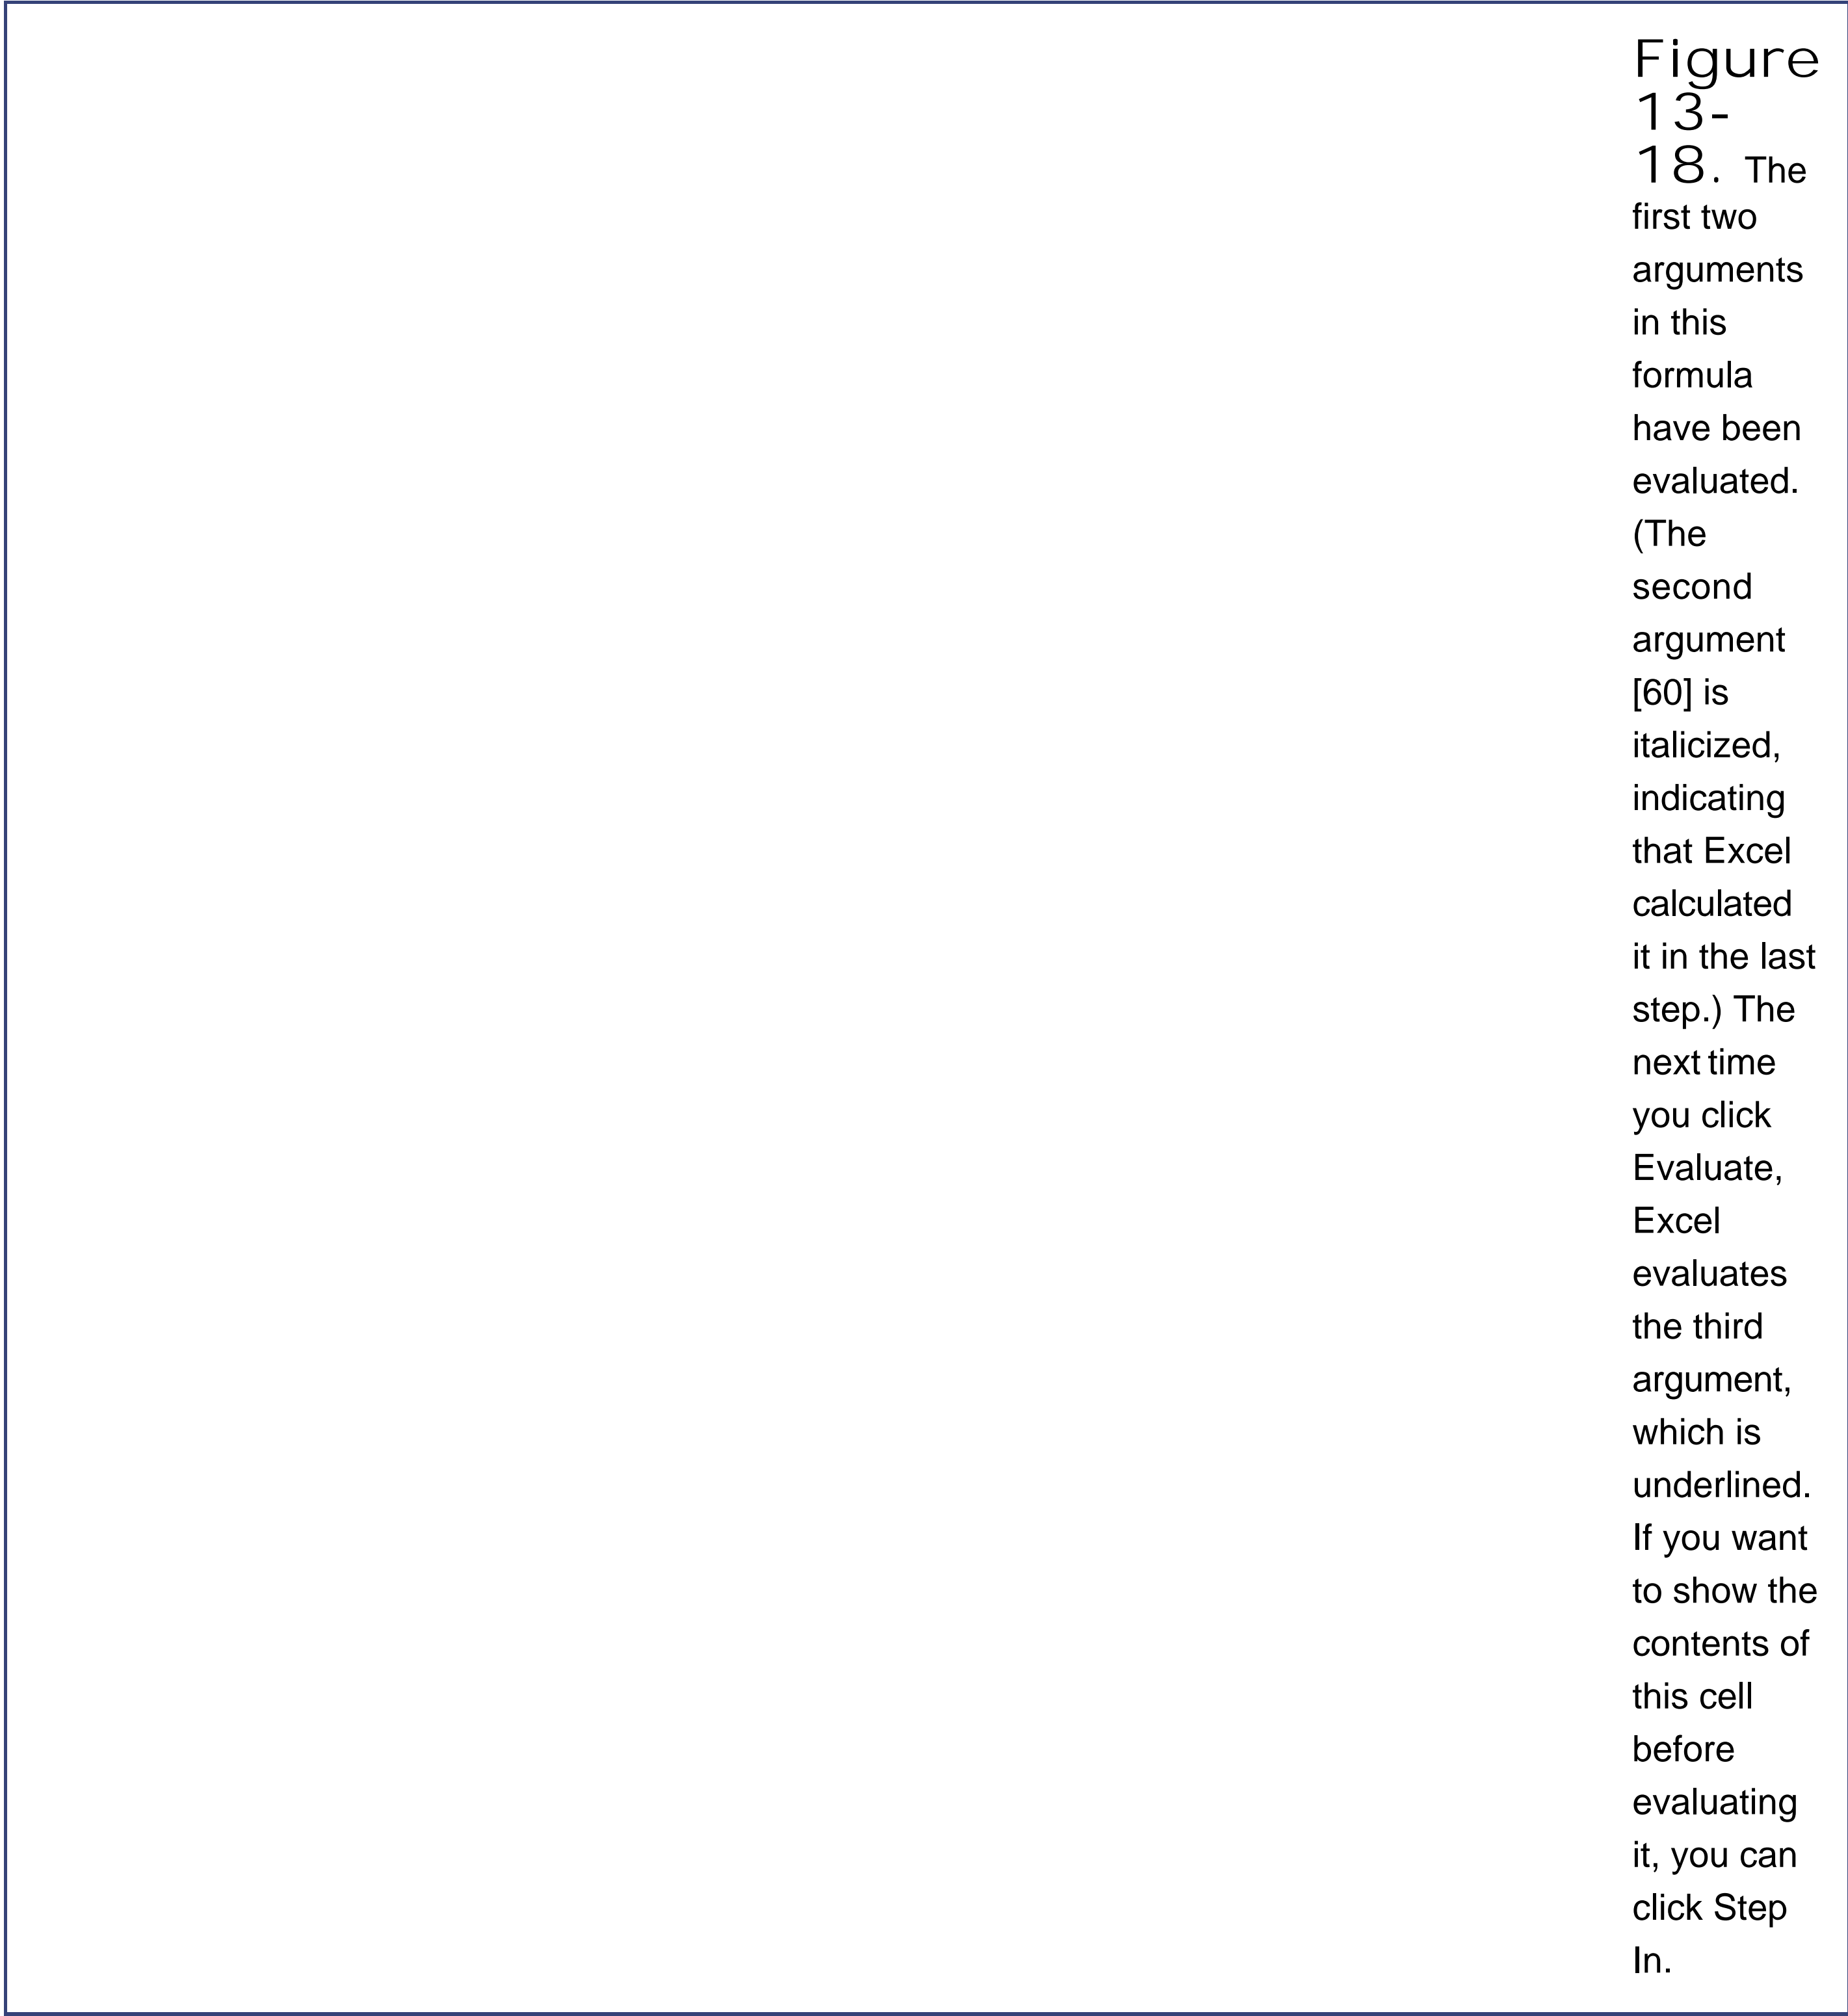 Figure
13-
18. The
first two
arguments
in this
formula
have been
evaluated.
(The
second
argument
[60] is
italicized,
indicating
that Excel
calculated
it in the last
step.) The
next time
you click
Evaluate,
Excel
evaluates
the third
argument,
which is
underlined.
If you want
to show the
contents of
this cell
before
evaluating
it, you can
click Step
In.